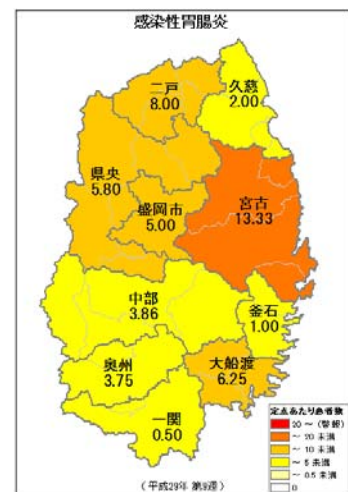 感染性胃腸炎
二戸
8.00
久慈
2.00
県央
5.80
盛岡市
5.00
宮古
13.33
中部
3.86
釜石
1.00
奥州
3.75
大船渡
6.25
一関
0.50
定点あたり患者数
20 ～ (警報)
～ 20 未満
～ 10 未満
～ 5 未満
～ 0.5 未満
0
(平成29年 第9週)